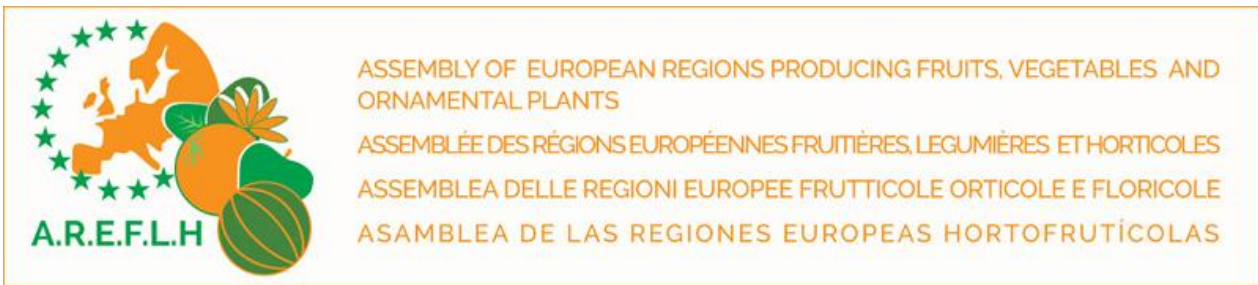 A.R.E.F.L.H
ASSEMBLY OF EUROPEAN REGIONS PRODUCING FRUITS, VEGETABLES AND
ORNAMENTAL PLANTS
ASSEMBLÉE DES RÉGIONS EUROPÉENNES FRUITIÈRES, LEGUMIÈRES ET HORTICOLES
ASSEMBLEA DELLE REGIONI EUROPEE FRUTTICOLE ORTICOLE E FLORICOLE
ASAMBLEA DE LAS REGIONES EUROPEAS HORTOFRUTÍCOLAS